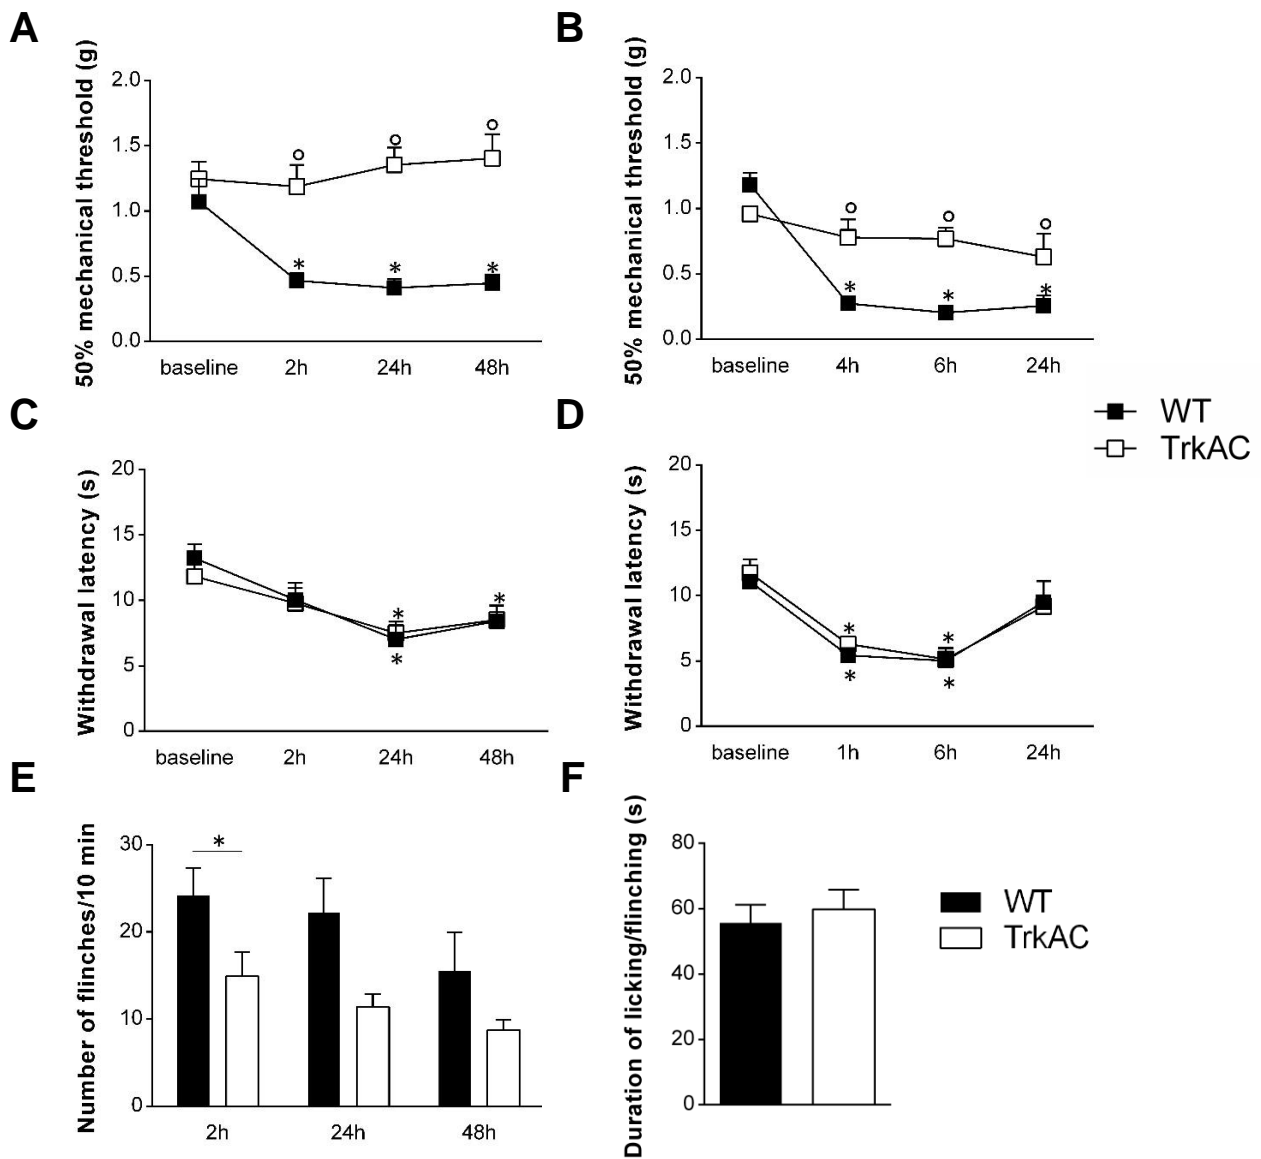 A
50% mechanical threshold (g)
2.0
1.5
1.0
0.5
0.0
* * *
baseline 2h 24h 48h
B
50% mechanical threshold (g)
2.0
1.5
1.0
0.5
0.0
* * *
baseline 4h 6h 24h
WT
TrkAC
C
Withdrawal latency (s)
20
15
10
5
0
* *
*
baseline 2h 24h 48h
D
Withdrawal latency (s)
20
15
10
5
0
* *
* *
baseline 1h 6h 24h
E
Number of flinches/10 min
30
20
10
0
*
2h 24h 48h
F
Duration of licking/flinching (s)
80
60
40
20
0
WT
TrkAC